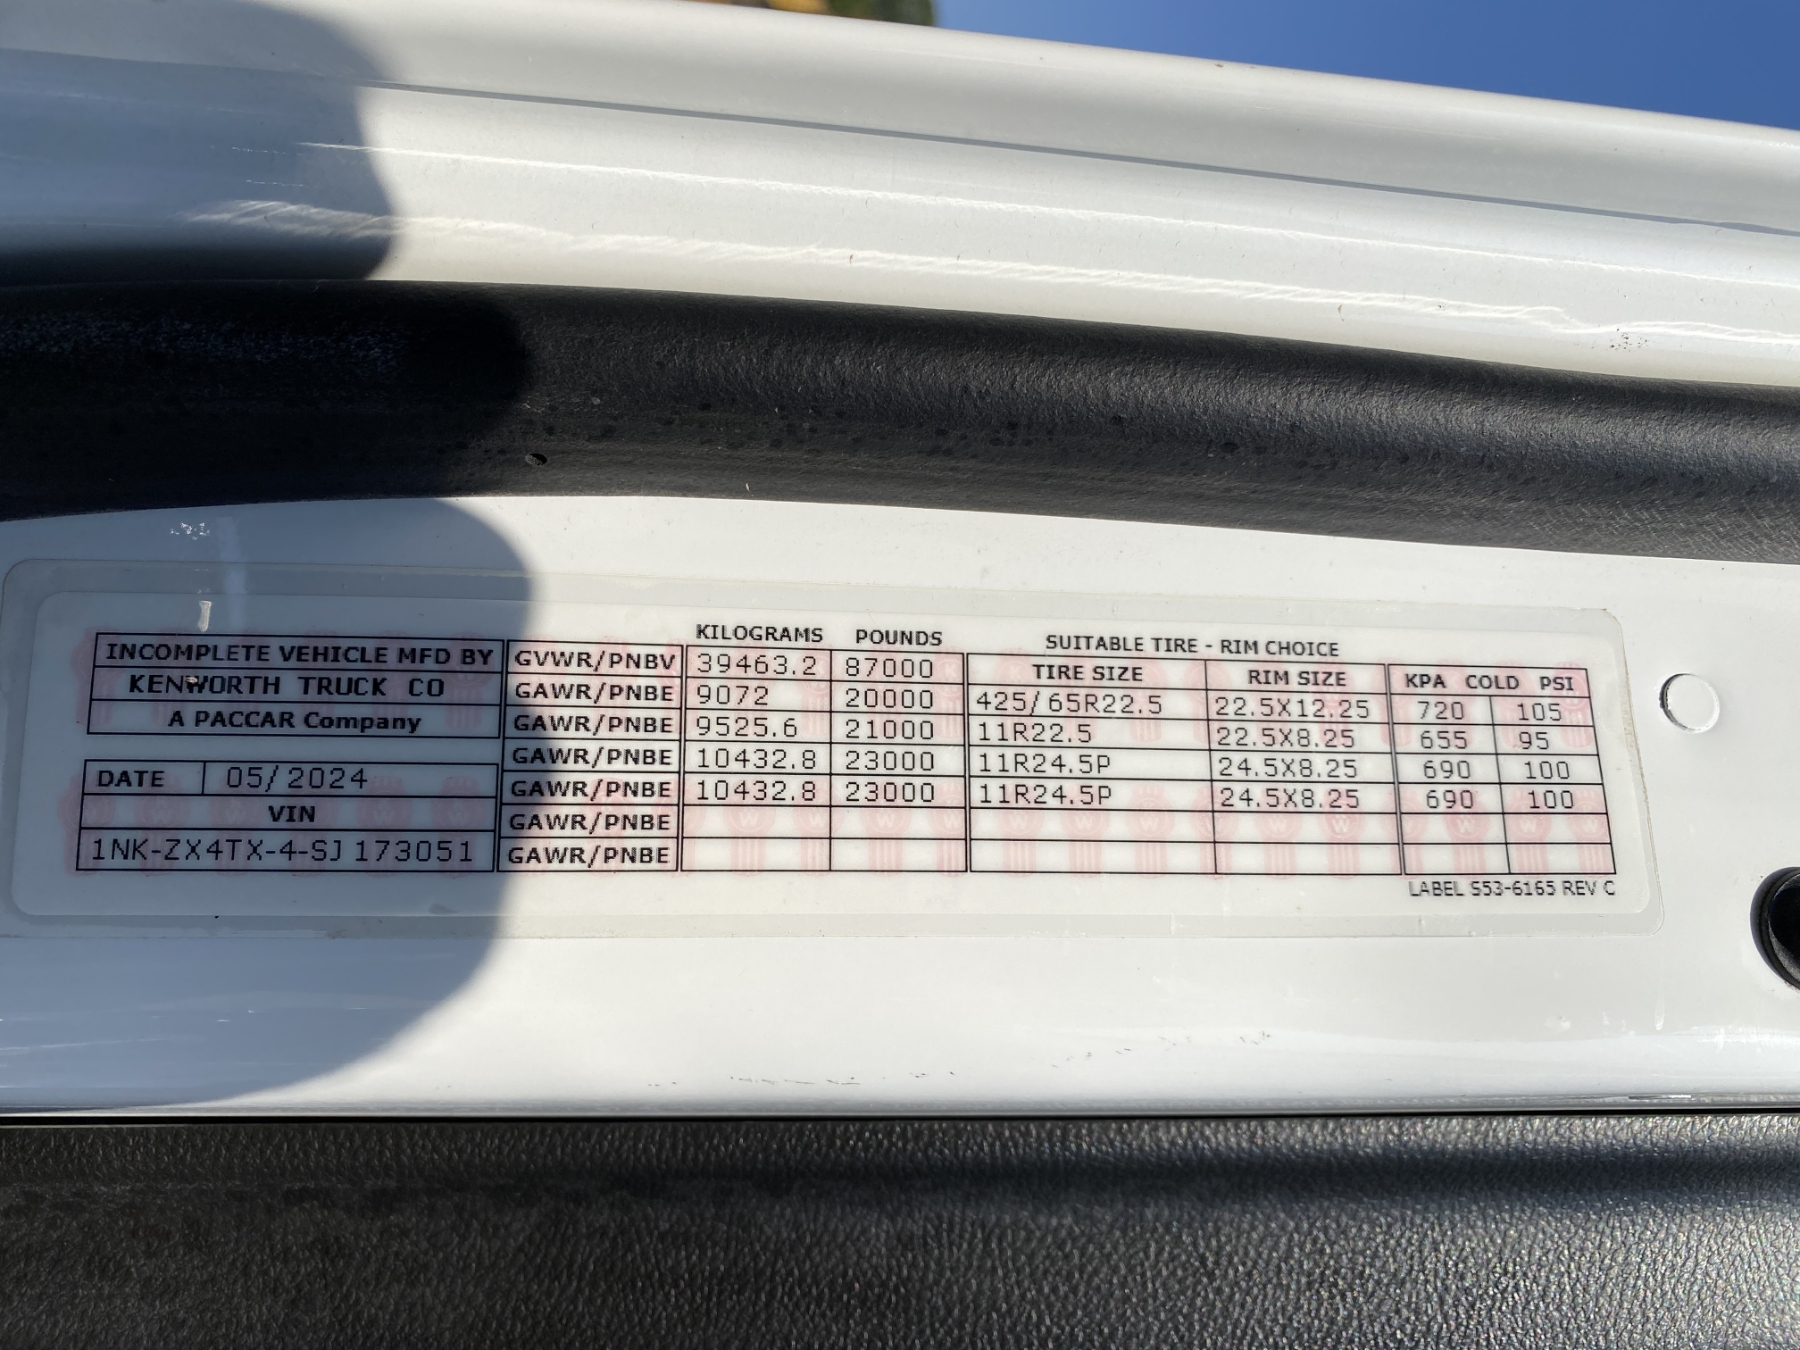 KILOGRAMS POUNDS SUITABLE TIRE - RIM CHOICE
INCOMPLETE VEHICLE MFD BY
KENWORTH TRUCK CO
A PACCAR Company
DATE 05/2024
VIN
1NK-ZX4TX-4-SJ173051
GVWR/PNBV 39463.2 87000 TIRE SIZE RIM SIZE KPA COLD PSI
GAWR/PNBE 9072 20000 425/65R22.5 22.5X12.25 720 105
GAWR/PNBE 9525.6 21000 11R22.5 22.5X8.25 655 95
GAWR/PNBE 10432.8 23000 11R24.5P 24.5X8.25 690 100
GAWR/PNBE 10432.8 23000 11R24.5P 24.5X8.25 690 100
GAWR/PNBE
GAWR/PNBE
LABEL S53-6165 REV C